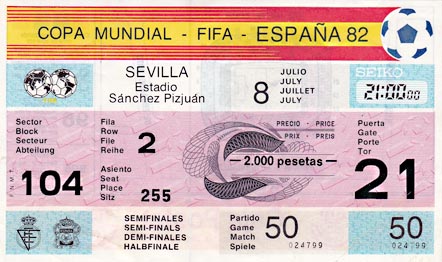 COPA MUNDIAL - FIFA - ESPAÑA 82
SEVILLA
Estadio
Sánchez Pizjuán
8
JULIO
JULY
JUILLET
JULY
SEIKO
21:00:00
Sector
Block
Secteur
Abteilung
104
Fila
Row
File
Reihe
2
Asiento
Seat
Place
Sitz
255
PRECIO - PRICE
PRIX - PREIS
2.000 pesetas
Puerta
Gate
Porte
Tor
21
F.N.M.T.
SEMIFINALES
SEMI-FINALS
DEMI-FINALES
HALBFINALE
Partido
Game
Match
Spiele
50
024799
50
024799